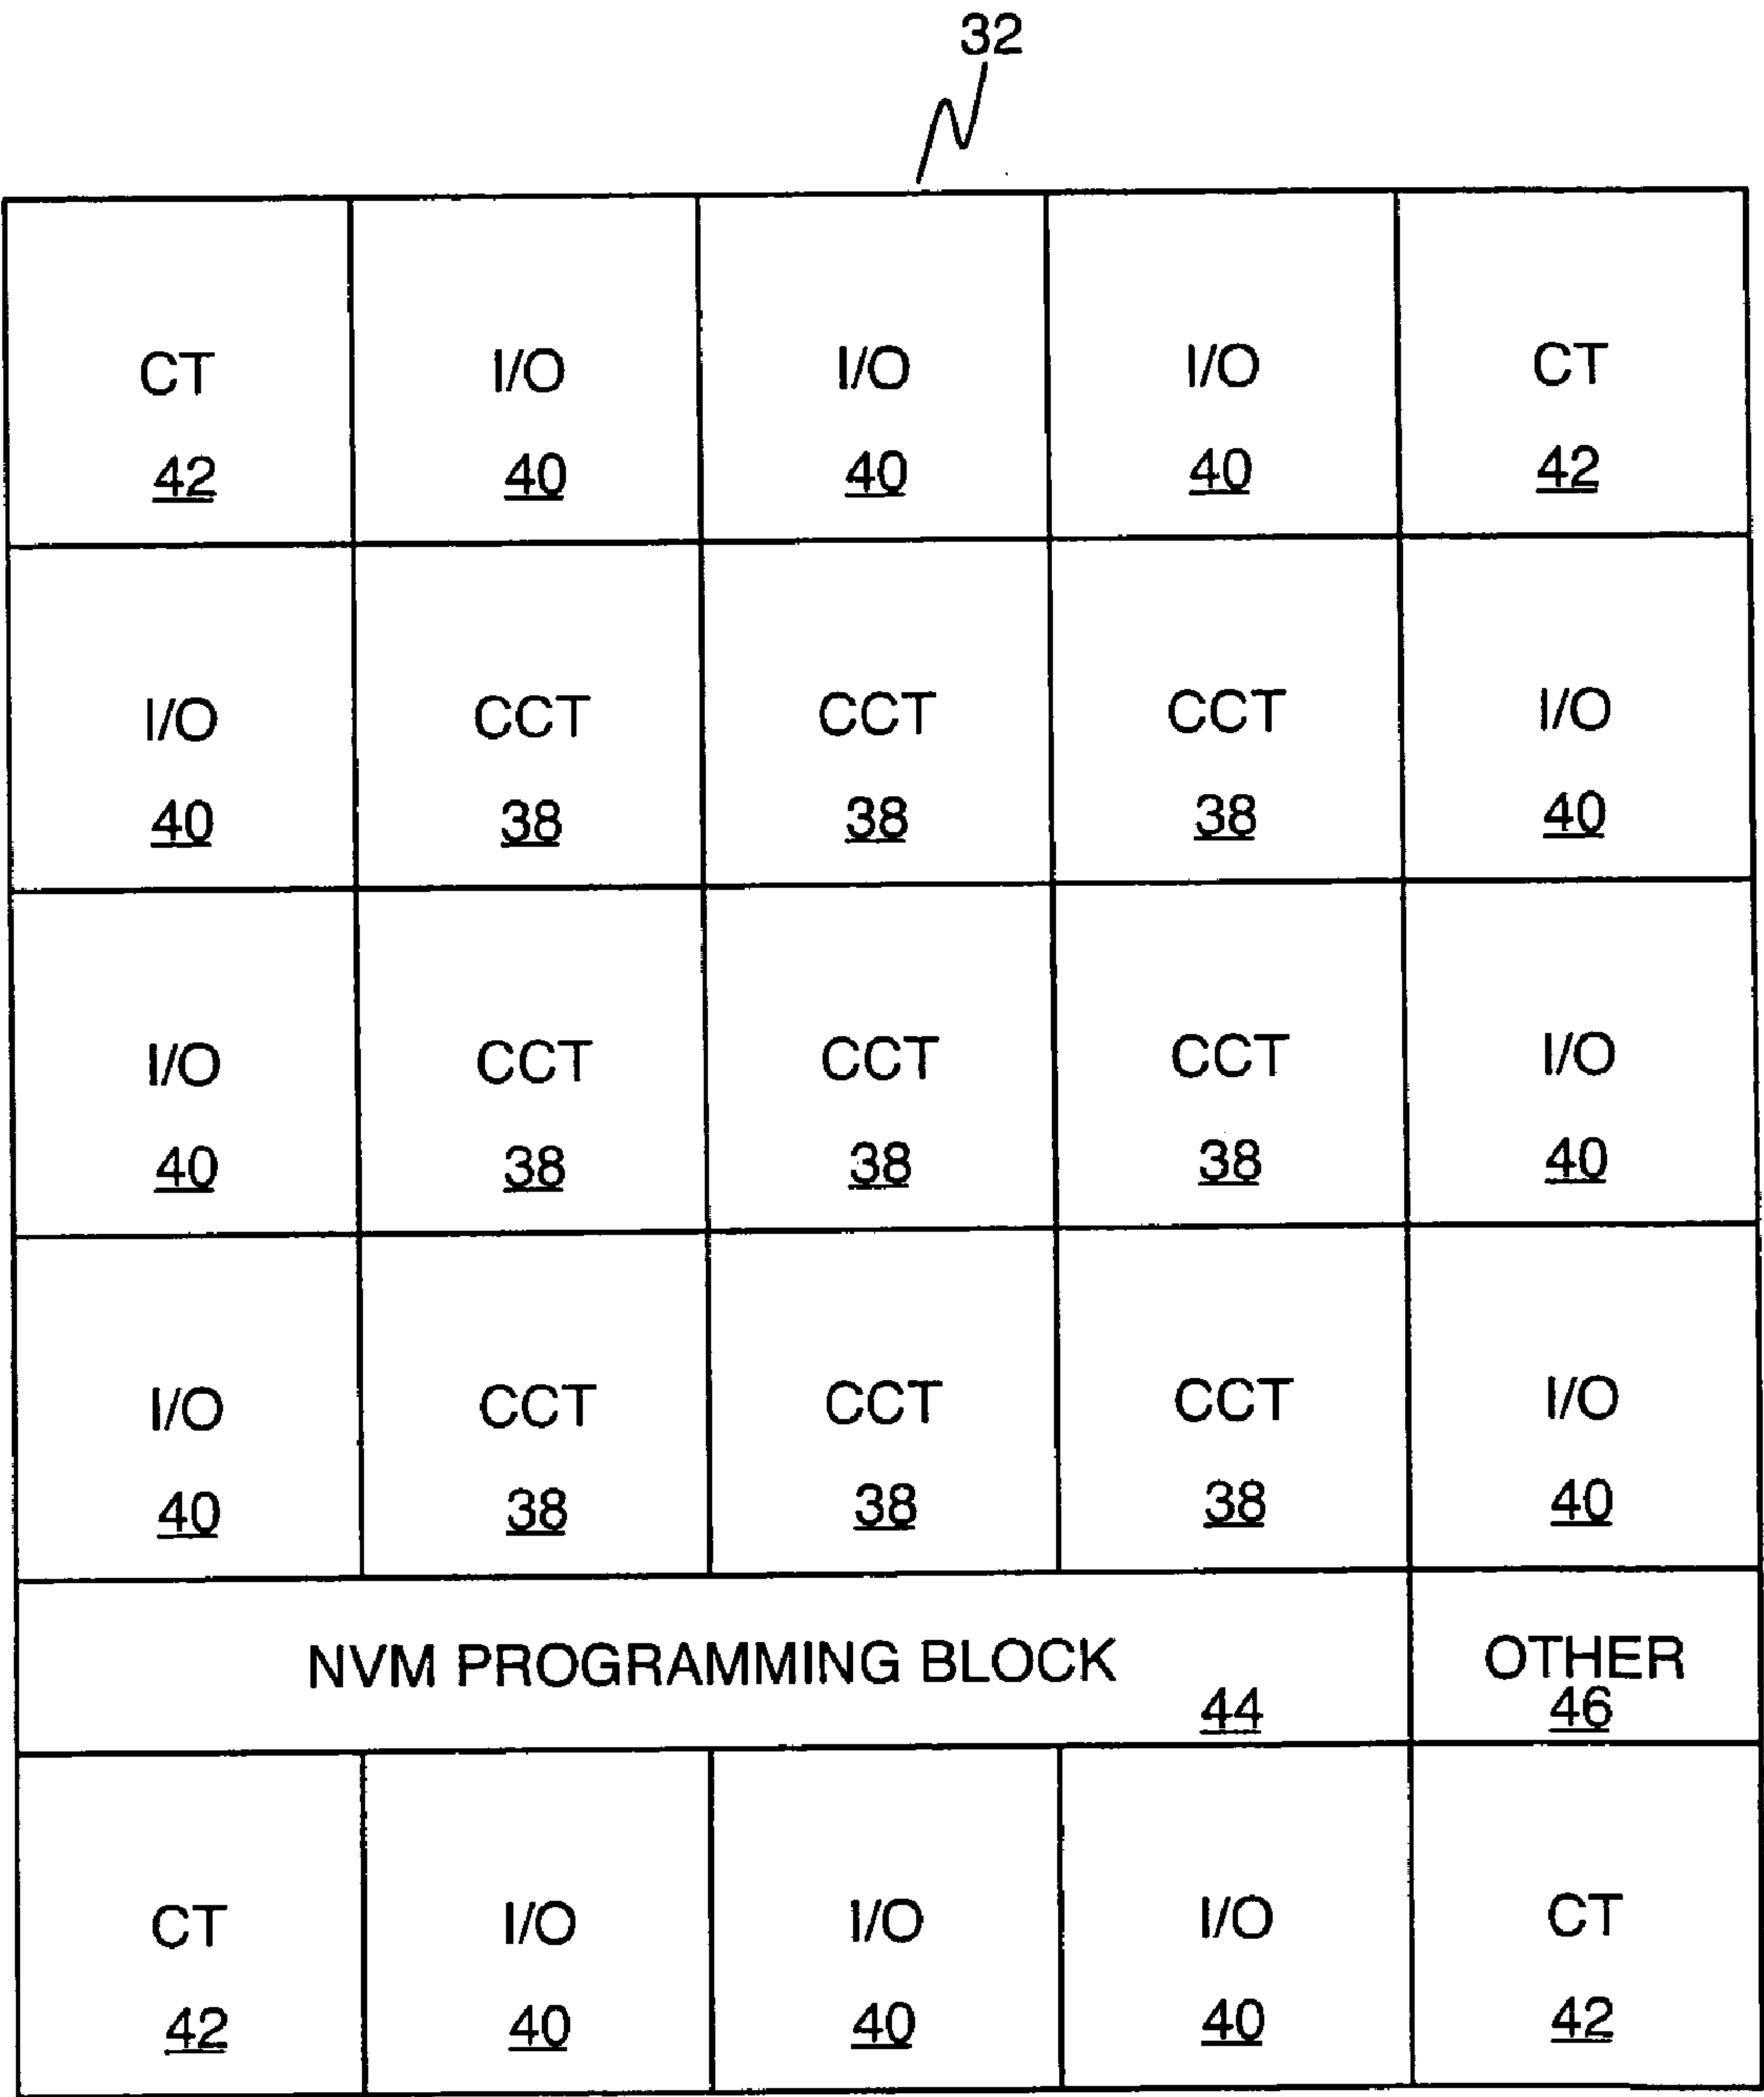 32
CT I/O I/O I/O CT
42 40 40 40 42
I/O CCT CCT CCT I/O
40 38 38 38 40
I/O CCT CCT CCT I/O
40 38 38 38 40
I/O CCT CCT CCT I/O
40 38 38 38 40
NVM PROGRAMMING BLOCK OTHER
44 46
CT I/O I/O I/O CT
42 40 40 40 42